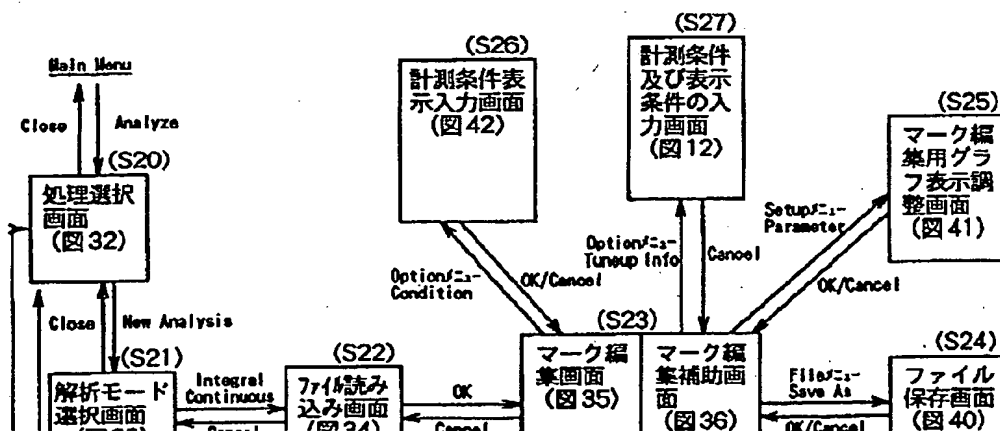 (S27)
(S26)
計測条件
及び表示
条件の入
力画面
(図12)
Main Menu
計測条件表
示入力画面
(図42)
(S25)
Close
Analyze
マーク編
集用グラ
フ表示調
整画面
(図41)
(S20)
処理選択
画面
(図32)
Setupメニュー
Parameter
Optionメニュー
Tuneup Info
Cancel
Optionメニュー
Condition
OK/Cancel
OK/Cancel
Close
New Analysis
(S23)
(S21)
(S22)
(S24)
マーク編
集画面
(図35)
マーク編
集補助画
面
(図36)
解析モード
選択画面
Integral
Continuous
ファイル読み
込み画面
(図34)
OK
Cancel
Fileメニュー
Save As
OK/Cancel
ファイル
保存画面
(図40)
Cancel